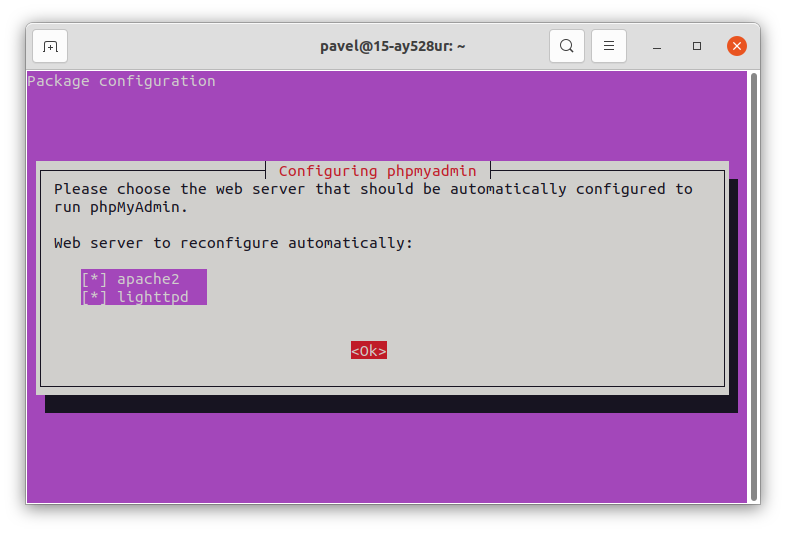 pavel@15-ay528ur: ~
Package configuration
Configuring phpmyadmin
Please choose the web server that should be automatically configured to
run phpMyAdmin.
Web server to reconfigure automatically:
[*] apache2
[*] lighttpd
<Ok>